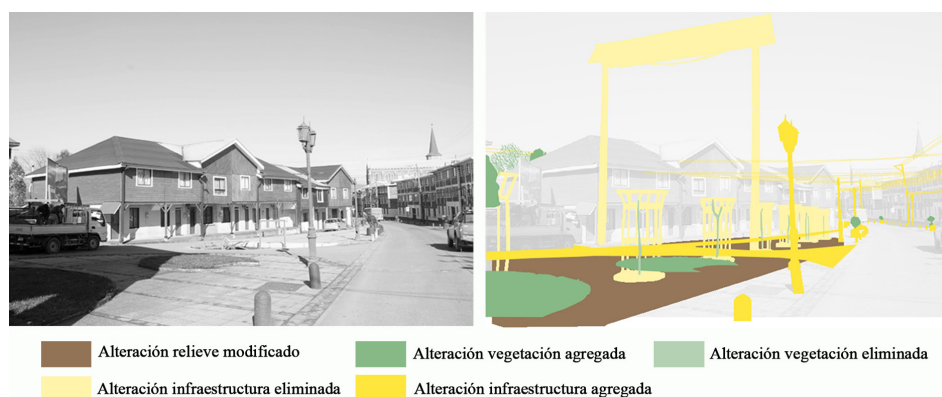 Alteración relieve modificado
Alteración vegetación agregada
Alteración vegetación eliminada
Alteración infraestructura eliminada
Alteración infraestructura agregada